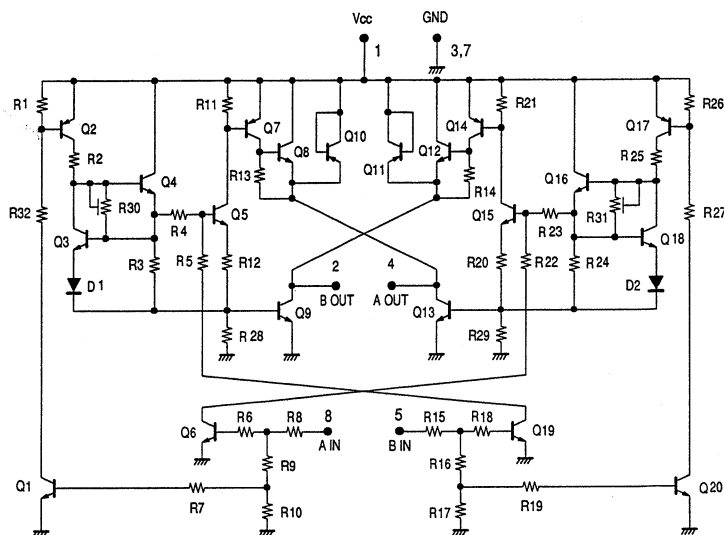 Vcc GND
1 3,7
R1 R11 R21 R26
Q2 Q7 Q10 Q14 Q17
Q8 Q11 Q12
R2 Q4 R13 R14 Q16 R25
R32 R30 R4 Q5 Q15 R23 R31 R27
Q3 R5 R12 R20 R22 Q18
R3 R24
D1 2 4 D2
B OUT A OUT
Q9 Q13
R28 R29
Q6 R6 R8 8 5 R15 R18 Q19
A IN B IN
R9 R16
Q1 R7 R10 R17 R19 Q20